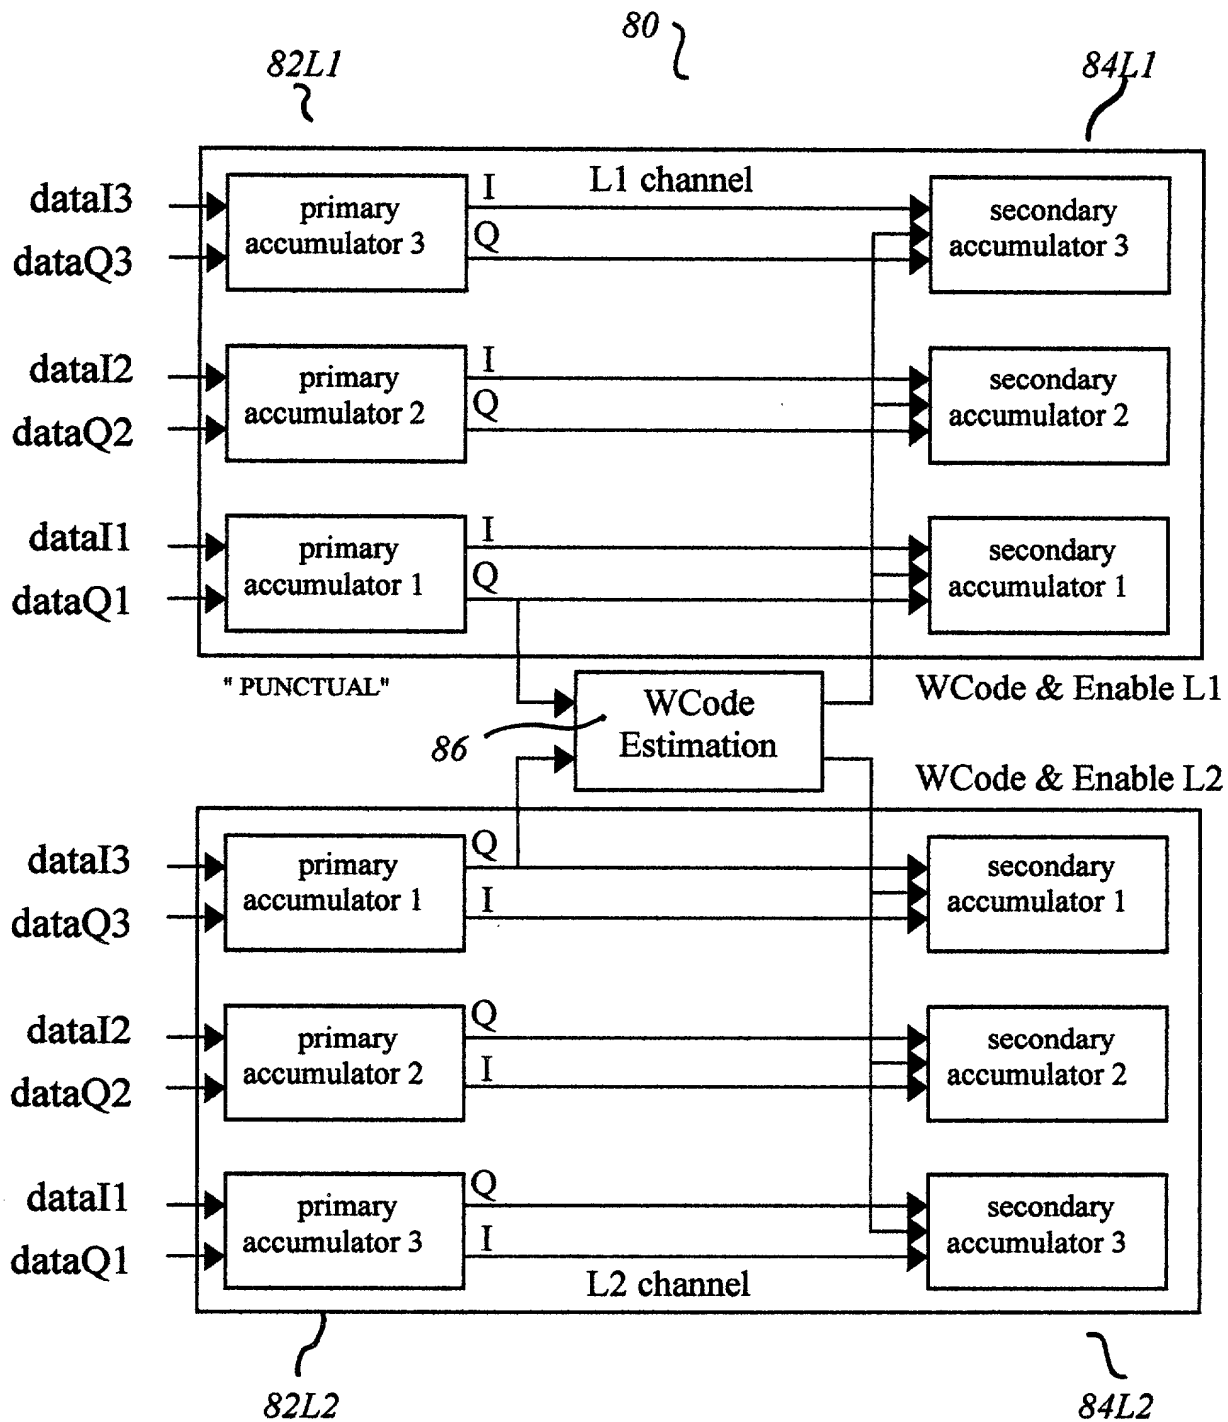 80
82L1
84L1
L1 channel
dataI3
primary
accumulator 3
I
Q
secondary
accumulator 3
dataQ3
dataI2
primary
accumulator 2
I
Q
secondary
accumulator 2
dataQ2
dataI1
primary
accumulator 1
I
Q
secondary
accumulator 1
dataQ1
" PUNCTUAL"
WCode
Estimation
86
WCode & Enable L1
WCode & Enable L2
dataI3
primary
accumulator 1
Q
I
secondary
accumulator 1
dataQ3
dataI2
primary
accumulator 2
Q
I
secondary
accumulator 2
dataQ2
dataI1
primary
accumulator 3
Q
I
secondary
accumulator 3
dataQ1
L2 channel
82L2
84L2